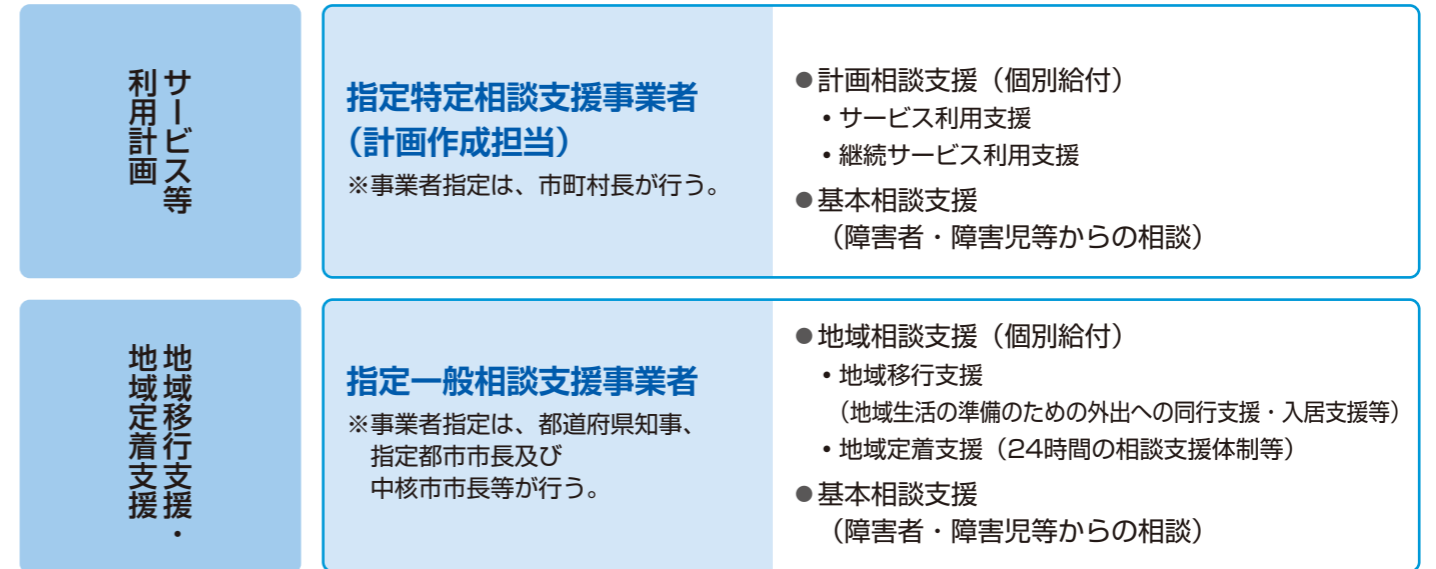 サービス等
利用計画
指定特定相談支援事業者
（計画作成担当）
※事業者指定は、市町村長が行う。
●計画相談支援（個別給付）
・サービス利用支援
・継続サービス利用支援
●基本相談支援
（障害者・障害児等からの相談）
地域移行支援・
地域定着支援
指定一般相談支援事業者
※事業者指定は、都道府県知事、
指定都市市長及び
中核市市長等が行う。
●地域相談支援（個別給付）
・地域移行支援
（地域生活の準備のための外出への同行支援・入居支援等）
・地域定着支援（24時間の相談支援体制等）
●基本相談支援
（障害者・障害児等からの相談）